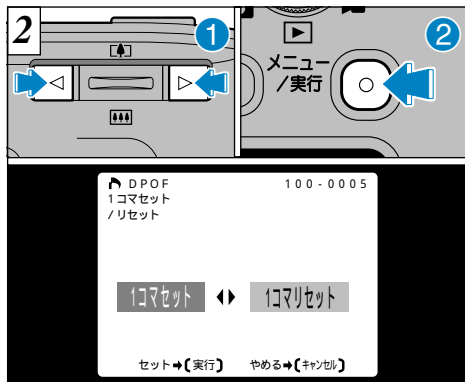 2
1
2
メニュー
/実行
DPOF 100-0005
1コマセット
/リセット
1コマセット 1コマリセット
セット➜【実行】 やめる➜【キャンセル】